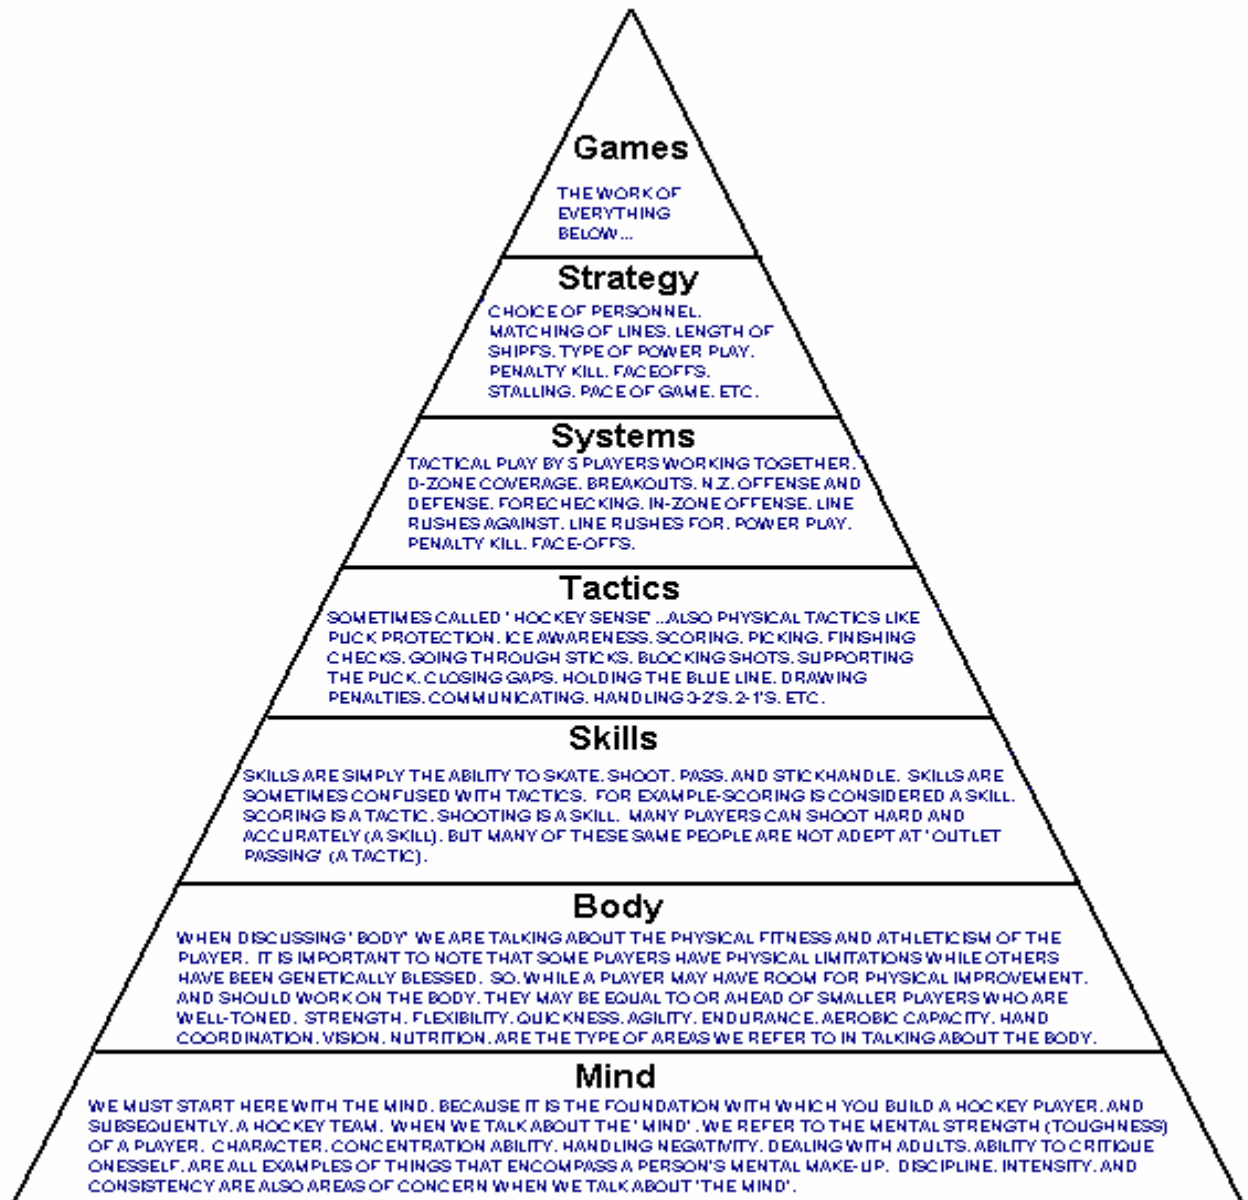 Games
THE WORK OF
EVERYTHING
BELOW...
Strategy
CHOICE OF PERSONNEL.
MATCHING OF LINES. LENGTH OF
SHIPFS. TYPE OF POWER PLAY.
PENALTY KILL. FACEOFFS.
STALLING. PACE OF GAME. ETC.
Systems
TACTICAL PLAY BY 5 PLAYERS WORKING TOGETHER.
D-ZONE COVERAGE. BREAKOUTS. N.Z. OFFENSE AND
DEFENSE. FORECHECKING. IN-ZONE OFFENSE. LINE
RUSHES AGAINST. LINE RUSHES FOR. POWER PLAY.
PENALTY KILL. FACE-OFFS.
Tactics
SOMETIMES CALLED 'HOCKEY SENSE'...ALSO PHYSICAL TACTICS LIKE
PUCK PROTECTION. ICE AWARENESS. SCORING. PICKING. FINISHING
CHECKS. GOING THROUGH STICKS. BLOCKING SHOTS. SUPPORTING
THE PUCK. CLOSING GAPS. HOLDING THE BLUE LINE. DRAWING
PENALTIES. COMMUNICATING. HANDLING 3-2'S. 2-1'S. ETC.
Skills
SKILLS ARE SIMPLY THE ABILITY TO SKATE. SHOOT. PASS. AND STICKHANDLE. SKILLS ARE
SOMETIMES CONFUSED WITH TACTICS. FOR EXAMPLE-SCORING IS CONSIDERED A SKILL.
SCORING IS A TACTIC. SHOOTING IS A SKILL. MANY PLAYERS CAN SHOOT HARD AND
ACCURATELY (A SKILL). BUT MANY OF THESE SAME PEOPLE ARE NOT ADEPT AT 'OUTLET
PASSING' (A TACTIC).
Body
WHEN DISCUSSING 'BODY' WE ARE TALKING ABOUT THE PHYSICAL FITNESS AND ATHLETICISM OF THE
PLAYER. IT IS IMPORTANT TO NOTE THAT SOME PLAYERS HAVE PHYSICAL LIMITATIONS WHILE OTHERS
HAVE BEEN GENETICALLY BLESSED. SO. WHILE A PLAYER MAY HAVE ROOM FOR PHYSICAL IMPROVEMENT.
AND SHOULD WORK ON THE BODY. THEY MAY BE EQUAL TO OR AHEAD OF SMALLER PLAYERS WHO ARE
WELL-TONED. STRENGTH. FLEXIBILITY. QUICKNESS. AGILITY. ENDURANCE. AEROBIC CAPACITY. HAND
COORDINATION. VISION. NUTRITION. ARE THE TYPE OF AREAS WE REFER TO IN TALKING ABOUT THE BODY.
Mind
WE MUST START HERE WITH THE MIND. BECAUSE IT IS THE FOUNDATION WITH WHICH YOU BUILD A HOCKEY PLAYER. AND
SUBSEQUENTLY. A HOCKEY TEAM. WHEN WE TALK ABOUT THE 'MIND'. WE REFER TO THE MENTAL STRENGTH (TOUGHNESS)
OF A PLAYER. CHARACTER. CONCENTRATION ABILITY. HANDLING NEGATIVITY. DEALING WITH ADULTS. ABILITY TO CRITIQUE
ONESSELF. ARE ALL EXAMPLES OF THINGS THAT ENCOMPASS A PERSON'S MENTAL MAKE-UP. DISCIPLINE. INTENSITY. AND
CONSISTENCY ARE ALSO AREAS OF CONCERN WHEN WE TALK ABOUT 'THE MIND'.